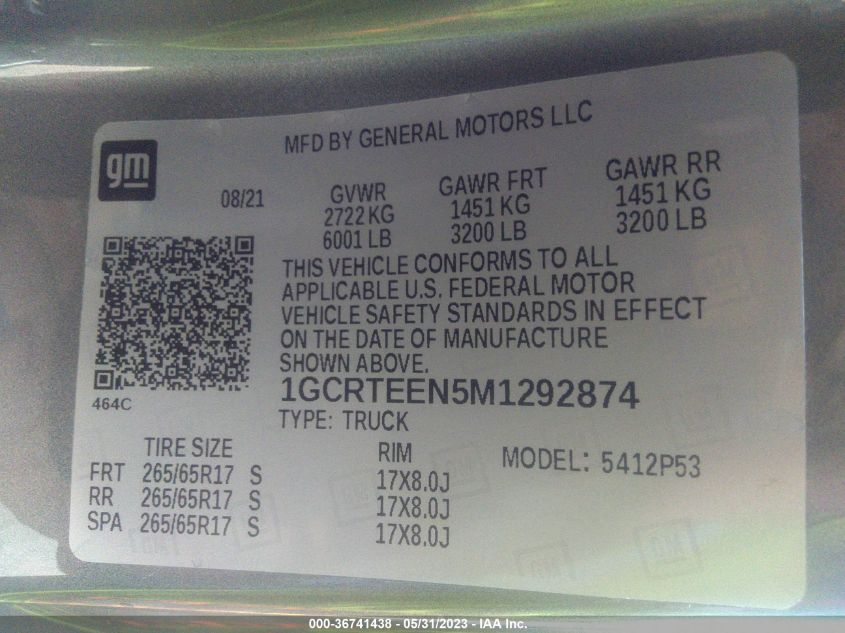 MFD BY GENERAL MOTORS LLC
gm
08/21
GVWR GAWR FRT GAWR RR
2722 KG 1451 KG 1451 KG
6001 LB 3200 LB 3200 LB
THIS VEHICLE CONFORMS TO ALL
APPLICABLE U.S. FEDERAL MOTOR
VEHICLE SAFETY STANDARDS IN EFFECT
ON THE DATE OF MANUFACTURE
SHOWN ABOVE.
464C
1GCRTEEN5M1292874
TYPE: TRUCK
TIRE SIZE RIM MODEL: 5412P53
FRT 265/65R17 S 17X8.0J
RR 265/65R17 S 17X8.0J
SPA 265/65R17 S 17X8.0J
GM GM GM GM
000-36741438 - 05/31/2023 - IAA Inc.